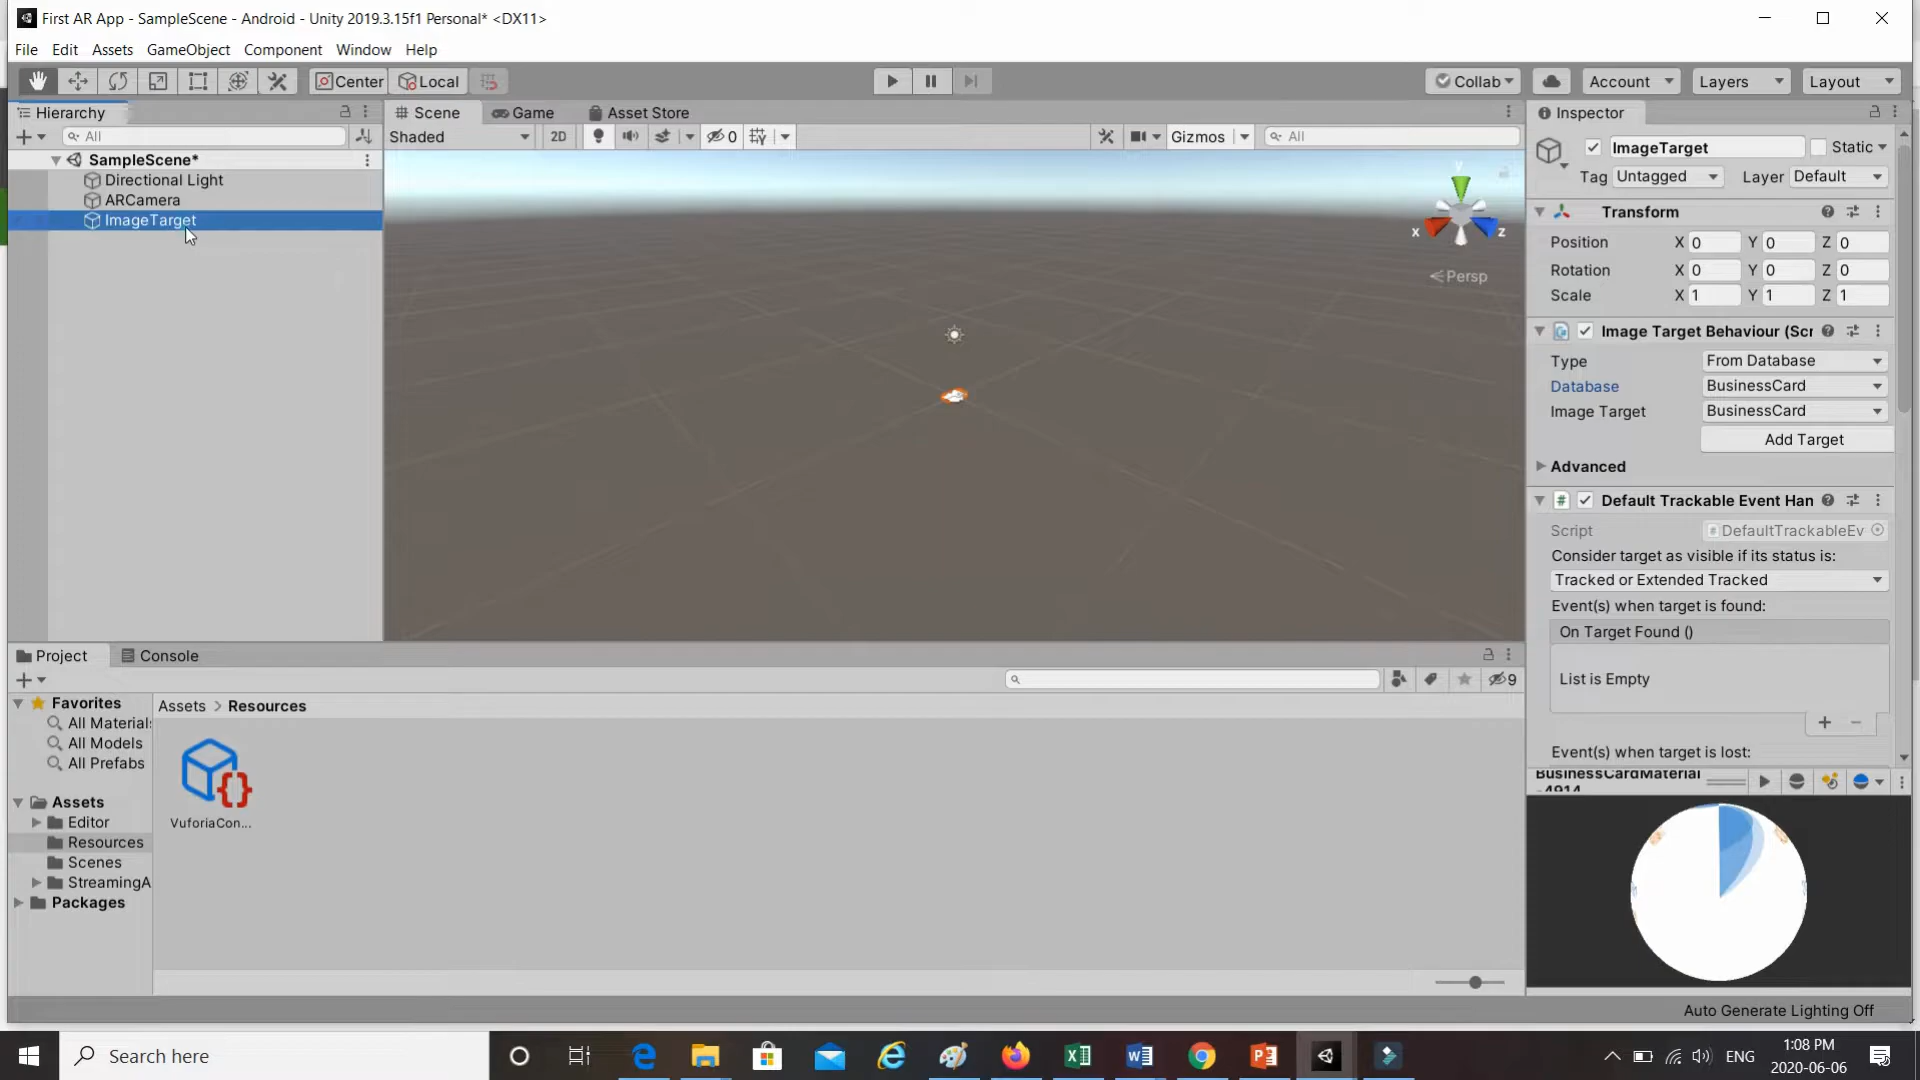 First AR App - SampleScene - Android - Unity 2019.3.15f1 Personal* <DX11>
File Edit Assets GameObject Component Window Help
Center Local Collab Account Layers Layout
Hierarchy
All
SampleScene*
Directional Light
ARCamera
ImageTarget
Scene Game Asset Store
Shaded 2D 0 Gizmos All
y
x z
Persp
Inspector
ImageTarget Static
Tag Untagged Layer Default
Transform
Position X 0 Y 0 Z 0
Rotation X 0 Y 0 Z 0
Scale X 1 Y 1 Z 1
Image Target Behaviour (Scr
Type From Database
Database BusinessCard
Image Target BusinessCard
Add Target
Advanced
# Default Trackable Event Han
Script # DefaultTrackableEv
Consider target as visible if its status is:
Tracked or Extended Tracked
Event(s) when target is found:
On Target Found ()
List is Empty
+ −
Event(s) when target is lost:
BusinessCardMaterial
-4914
Project Console
9
Favorites
All Material
All Models
All Prefabs
Assets
Editor
Resources
Scenes
StreamingA
Packages
Assets > Resources
VuforiaCon...
Auto Generate Lighting Off
Search here
ENG
1:08 PM
2020-06-06